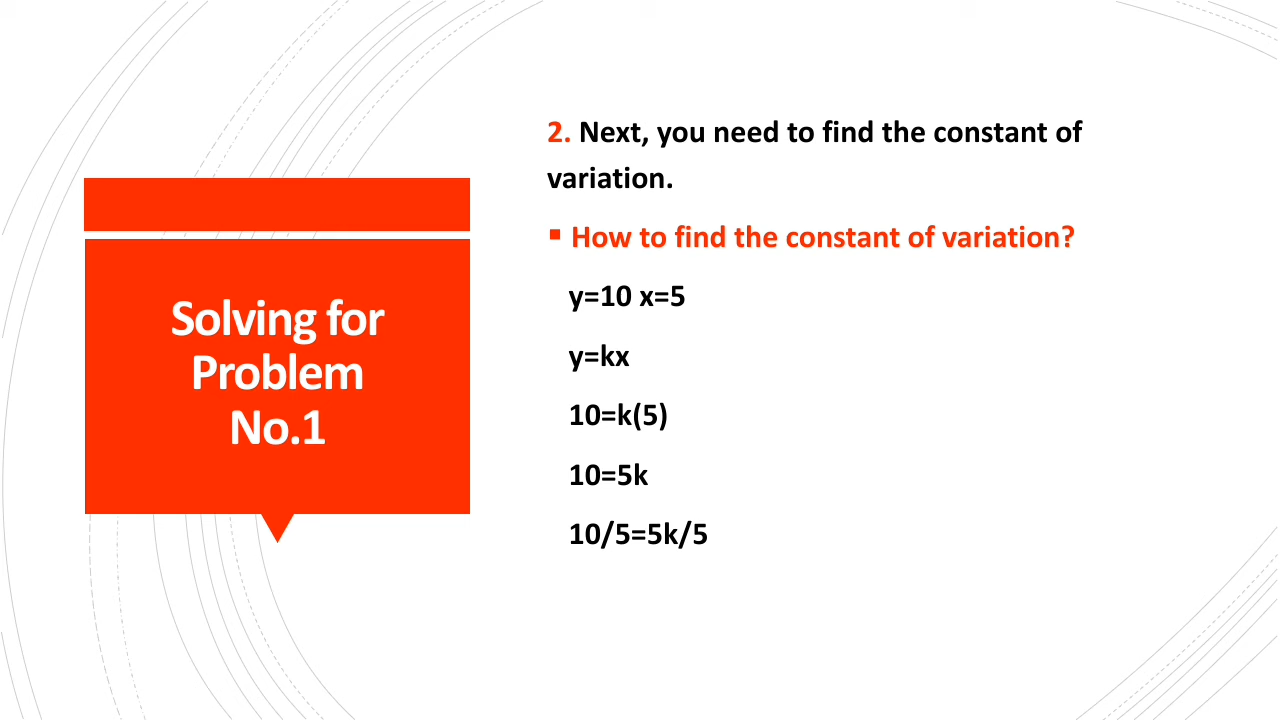 Solving for
Problem
No.1
2. Next, you need to find the constant of
variation.
▪ How to find the constant of variation?
y=10 x=5
y=kx
10=k(5)
10=5k
10/5=5k/5